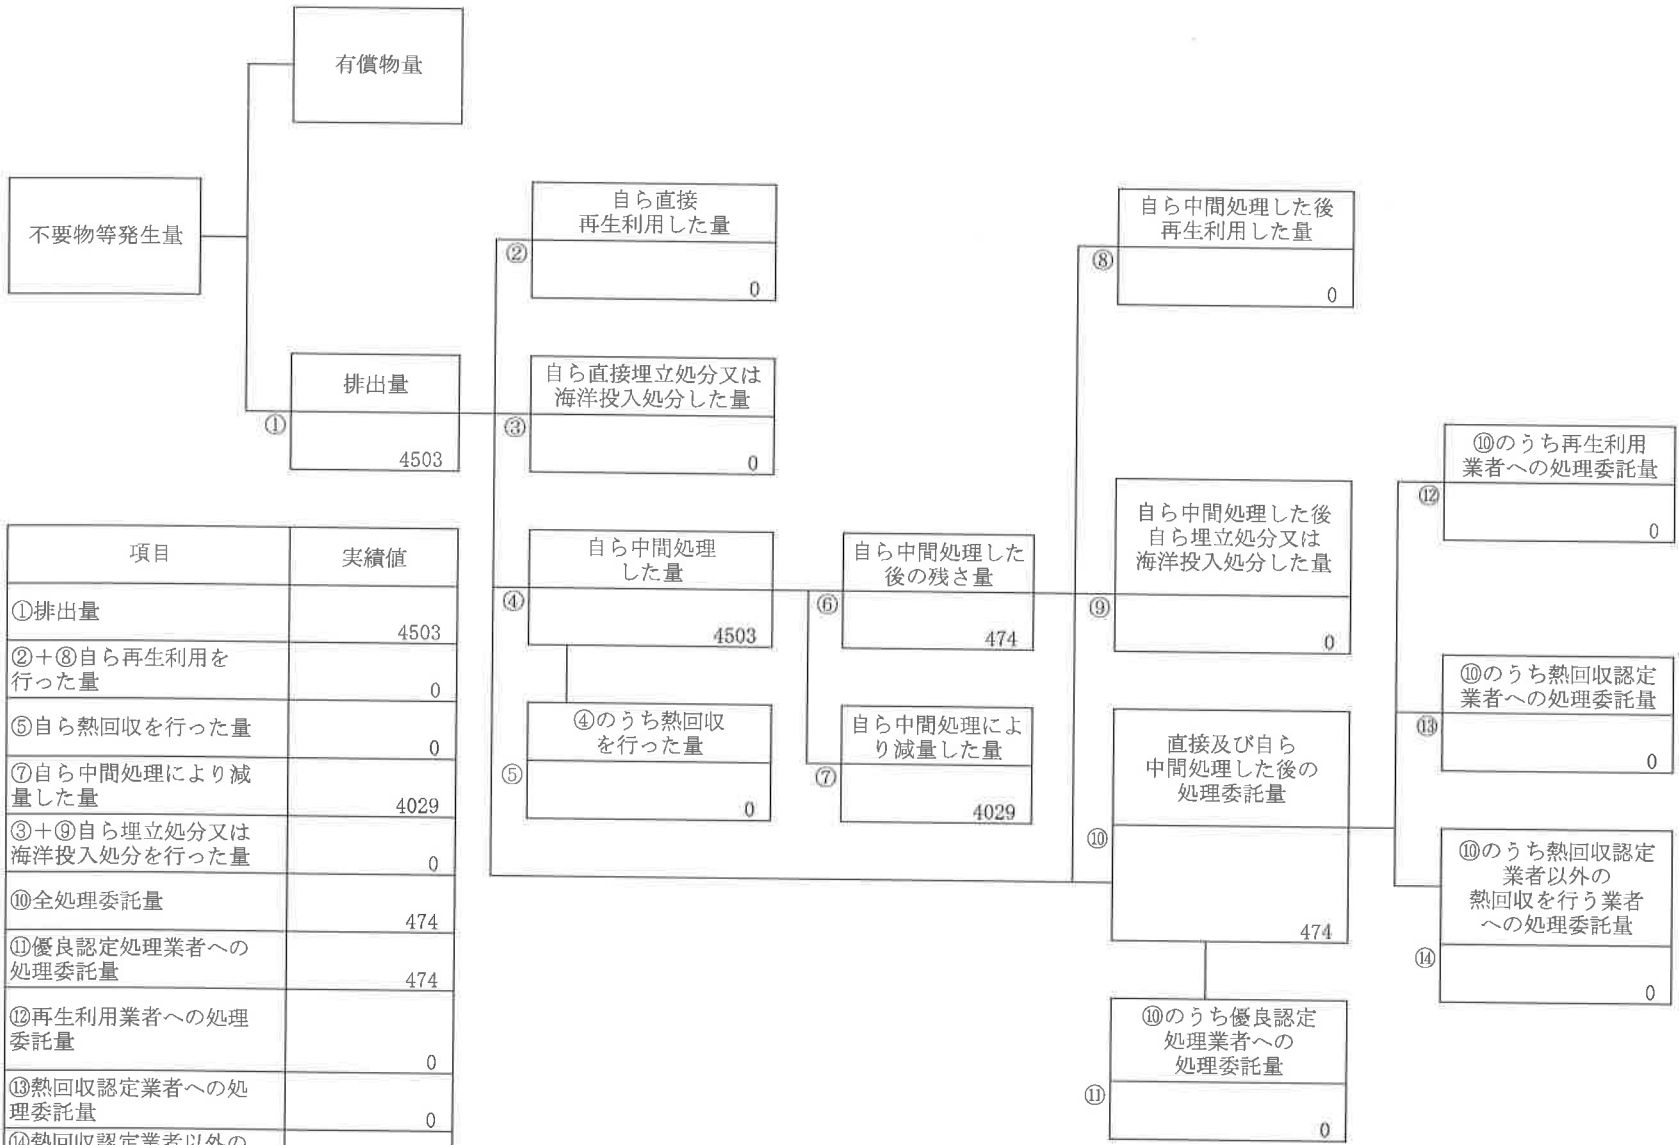 有償物量
不要物等発生量
自ら直接
再生利用した量
②
0
自ら中間処理した後
再生利用した量
⑧
0
排出量
①
4503
自ら直接埋立処分又は
海洋投入処分した量
③
0
⑩のうち再生利用
業者への処理委託量
⑫
0
自ら中間処理
した量
④
4503
自ら中間処理した
後の残さ量
⑥
474
自ら中間処理した後
自ら埋立処分又は
海洋投入処分した量
⑨
0
⑩のうち熱回収認定
業者への処理委託量
⑬
0
④のうち熱回収
を行った量
⑤
0
自ら中間処理によ
り減量した量
⑦
4029
直接及び自ら
中間処理した後の
処理委託量
⑩
474
⑩のうち熱回収認定
業者以外の
熱回収を行う業者
への処理委託量
⑭
0
⑩のうち優良認定
処理業者への
処理委託量
⑪
0
項目 実績値
①排出量
4503
②+⑧自ら再生利用を
行った量
0
⑤自ら熱回収を行った量
0
⑦自ら中間処理により減
量した量
4029
③+⑨自ら埋立処分又は
海洋投入処分を行った量
0
⑩全処理委託量
474
⑪優良認定処理業者への
処理委託量
474
⑫再生利用業者への処理
委託量
0
⑬熱回収認定業者への処
理委託量
0
⑭熱回収認定業者以外の